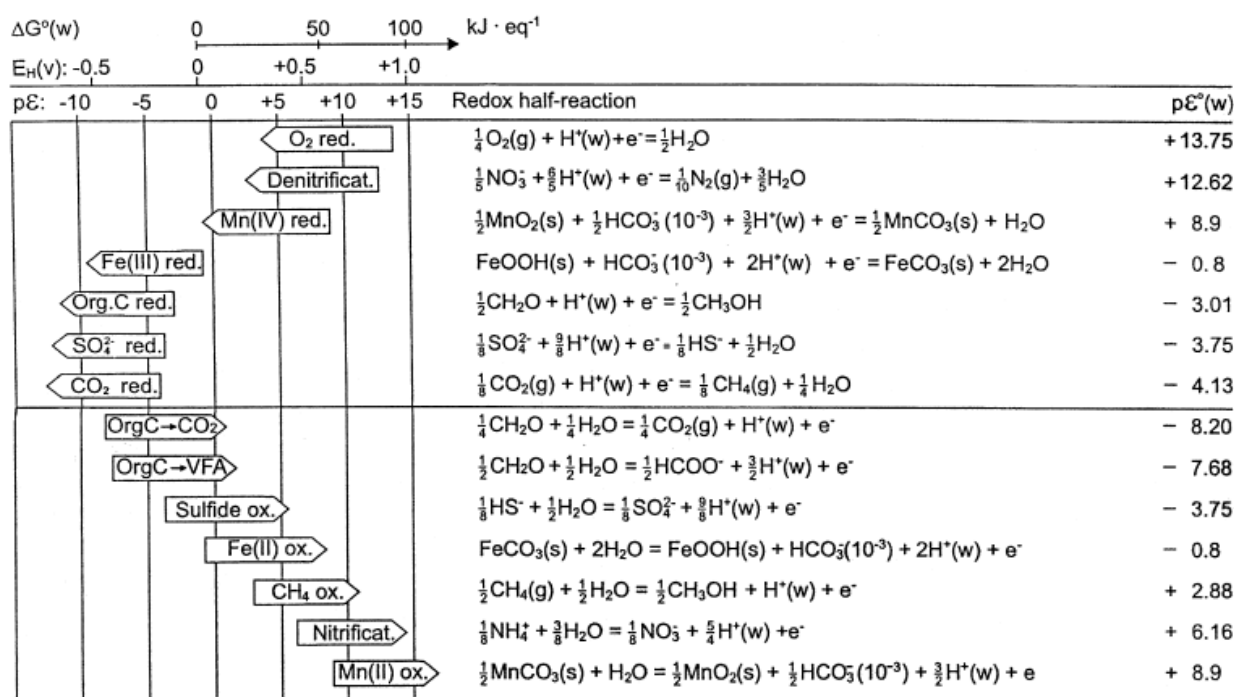 ΔG°(w) 0 50 100 kJ · eq⁻¹
E_H(v): -0.5 0 +0.5 +1.0
pƐ: -10 -5 0 +5 +10 +15 Redox half-reaction pƐ°(w)
O₂ red. ¼O₂(g) + H⁺(w)+e⁻=½H₂O +13.75
Denitrificat. ⅕NO₃⁻ + 6/5H⁺(w) + e⁻ = 1/10N₂(g)+ ⅗H₂O +12.62
Mn(IV) red. ½MnO₂(s) + ½HCO₃⁻(10⁻³) + 3/2H⁺(w) + e⁻ = ½MnCO₃(s) + H₂O + 8.9
Fe(III) red. FeOOH(s) + HCO₃⁻(10⁻³) + 2H⁺(w) + e⁻ = FeCO₃(s) + 2H₂O − 0.8
Org.C red. ½CH₂O + H⁺(w) + e⁻ = ½CH₃OH − 3.01
SO₄²⁻ red. ⅛SO₄²⁻ + 9/8H⁺(w) + e⁻ = ⅛HS⁻ + ½H₂O − 3.75
CO₂ red. ⅛CO₂(g) + H⁺(w) + e⁻ = ⅛CH₄(g) + ¼H₂O − 4.13
OrgC→CO₂ ¼CH₂O + ¼H₂O = ¼CO₂(g) + H⁺(w) + e⁻ − 8.20
OrgC→VFA ½CH₂O + ½H₂O = ½HCOO⁻ + 3/2H⁺(w) + e⁻ − 7.68
Sulfide ox. ⅛HS⁻ + ½H₂O = ⅛SO₄²⁻ + 9/8H⁺(w) + e⁻ − 3.75
Fe(II) ox. FeCO₃(s) + 2H₂O = FeOOH(s) + HCO₃⁻(10⁻³) + 2H⁺(w) + e⁻ − 0.8
CH₄ ox. ½CH₄(g) + ½H₂O = ½CH₃OH + H⁺(w) + e⁻ + 2.88
Nitrificat. ⅛NH₄⁺ + ⅜H₂O = ⅛NO₃⁻ + 5/4H⁺(w) +e⁻ + 6.16
Mn(II) ox. ½MnCO₃(s) + H₂O = ½MnO₂(s) + ½HCO₃⁻(10⁻³) + 3/2H⁺(w) + e + 8.9